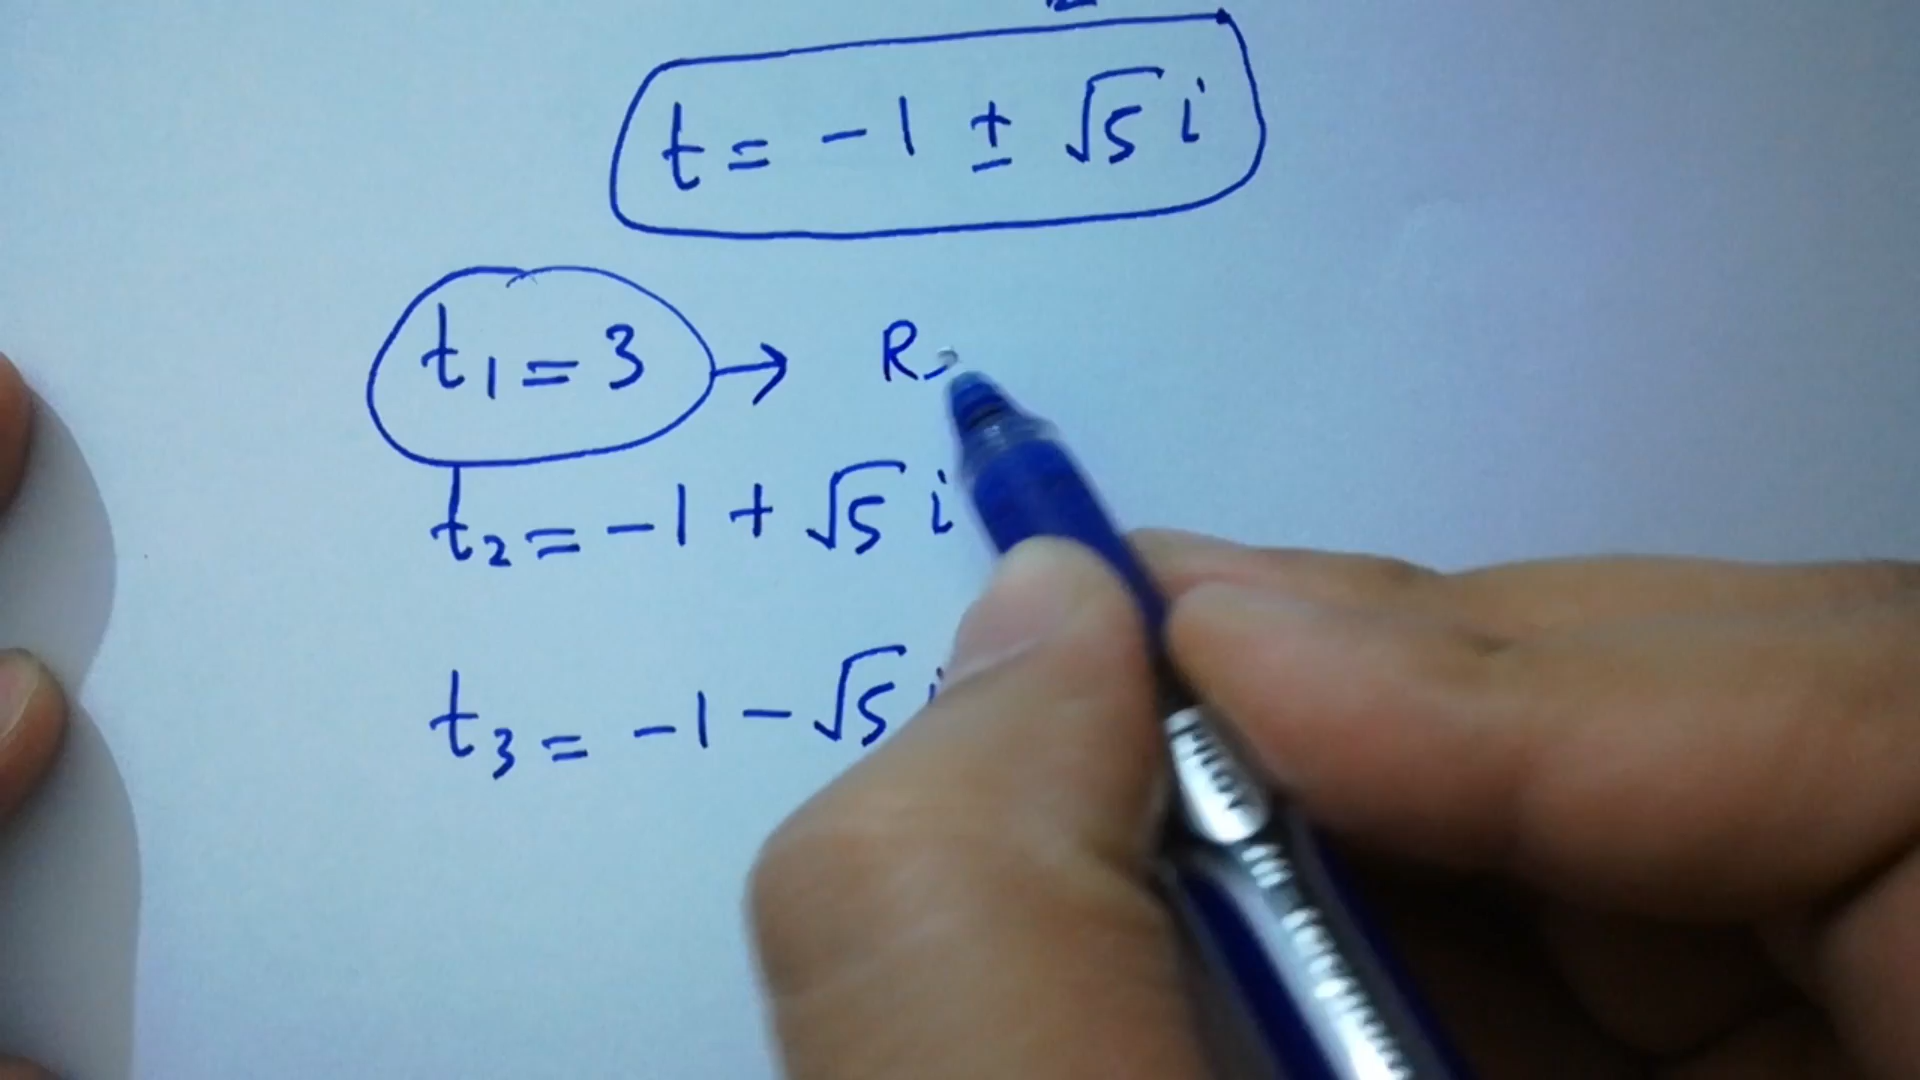 t = -1 ± √5 i
t₁ = 3 → R
t₂ = -1 + √5 i
t₃ = -1 - √5 i